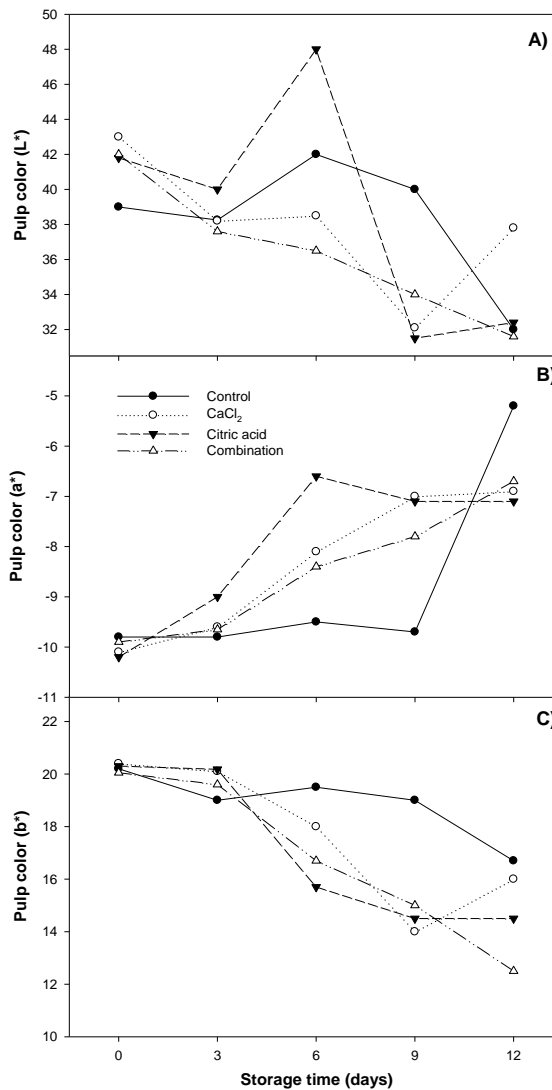 A)
Pulp color (L*)
50
48
46
44
42
40
38
36
34
32
B)
Pulp color (a*)
-5
-6
-7
-8
-9
-10
-11
Control
CaCl₂
Citric acid
Combination
C)
Pulp color (b*)
22
20
18
16
14
12
10
0 3 6 9 12
Storage time (days)